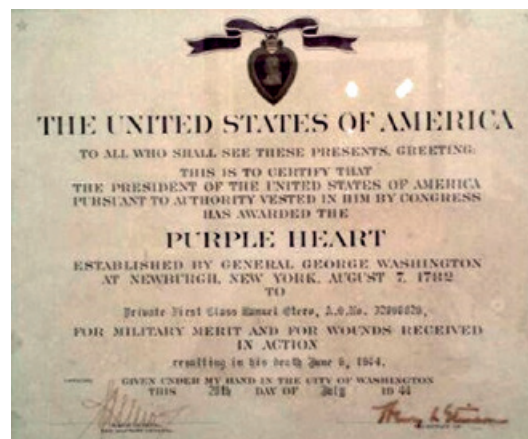 THE UNITED STATES OF AMERICA
TO ALL WHO SHALL SEE THESE PRESENTS, GREETING:
THIS IS TO CERTIFY THAT
THE PRESIDENT OF THE UNITED STATES OF AMERICA
PURSUANT TO AUTHORITY VESTED IN HIM BY CONGRESS
HAS AWARDED THE
PURPLE HEART
ESTABLISHED BY GENERAL GEORGE WASHINGTON
AT NEWBURGH, NEW YORK, AUGUST 7, 1782
TO
Private First Class Manuel Otero, A.S.No.
FOR MILITARY MERIT AND FOR WOUNDS RECEIVED
IN ACTION
resulting in his death June 6, 1944.
GIVEN UNDER MY HAND IN THE CITY OF WASHINGTON
THIS 20th DAY OF July 1944
Henry L Stimson